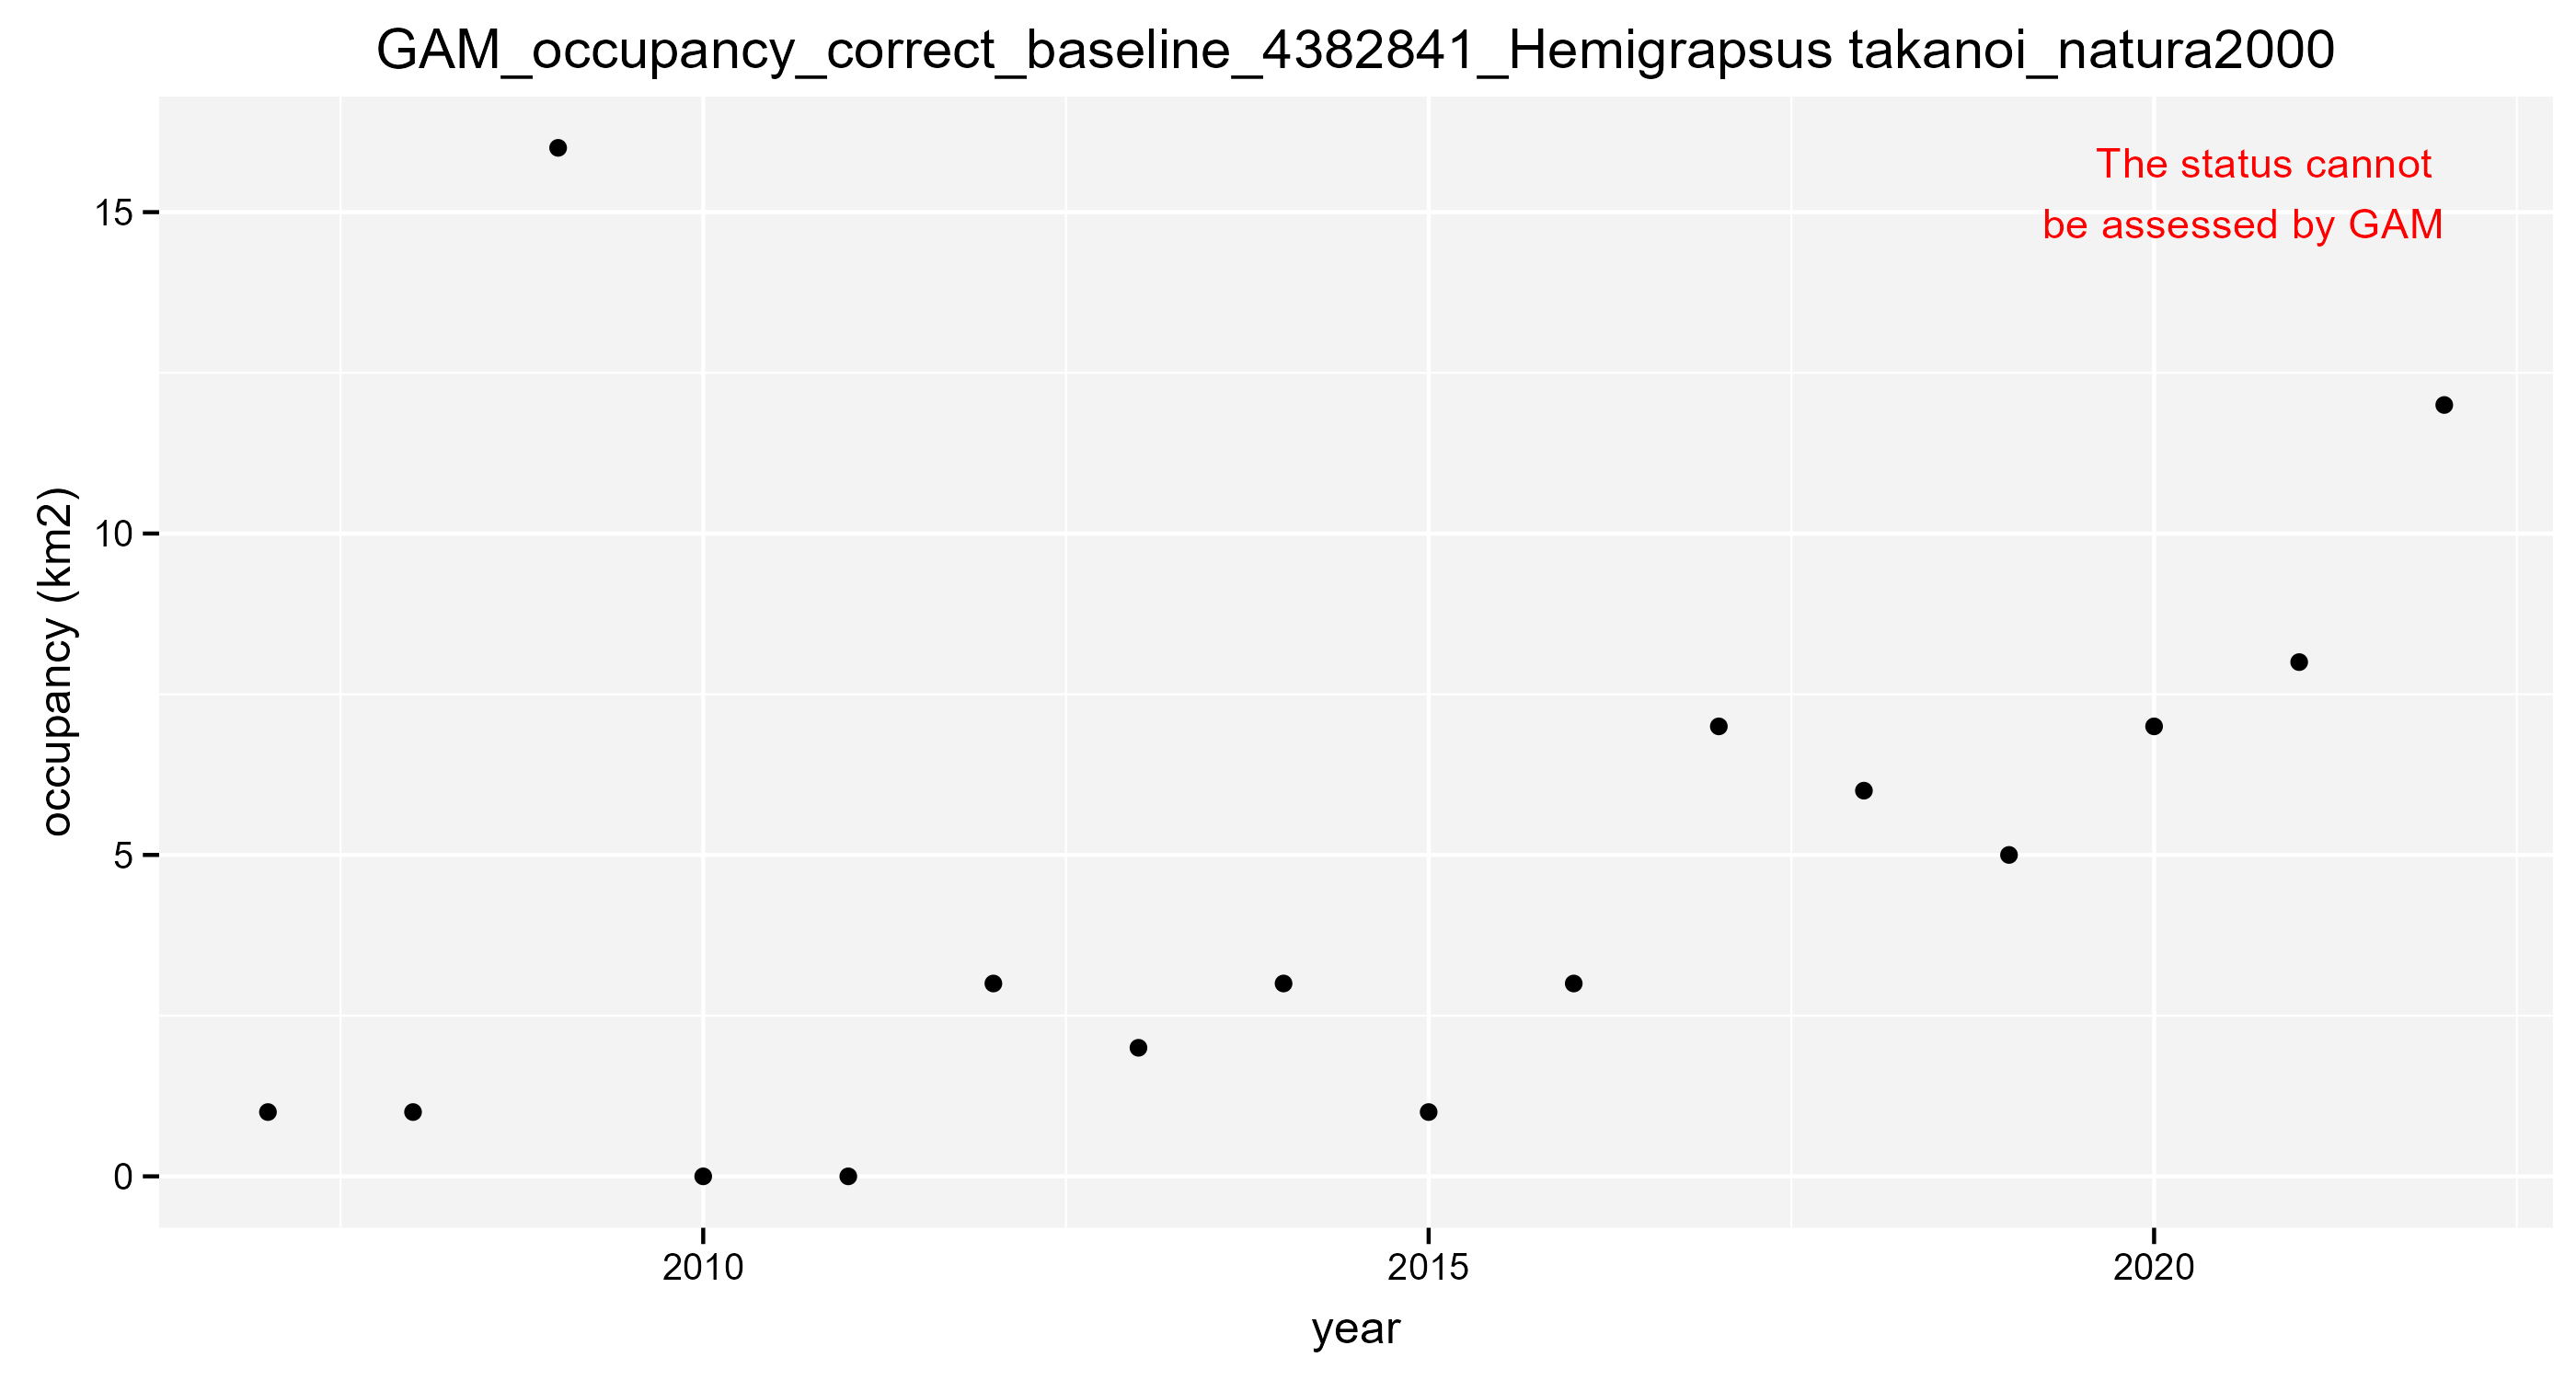 GAM_occupancy_correct_baseline_4382841_Hemigrapsus takanoi_natura2000
The status cannot
be assessed by GAM
15
10
5
0
occupancy (km2)
2010
2015
2020
year